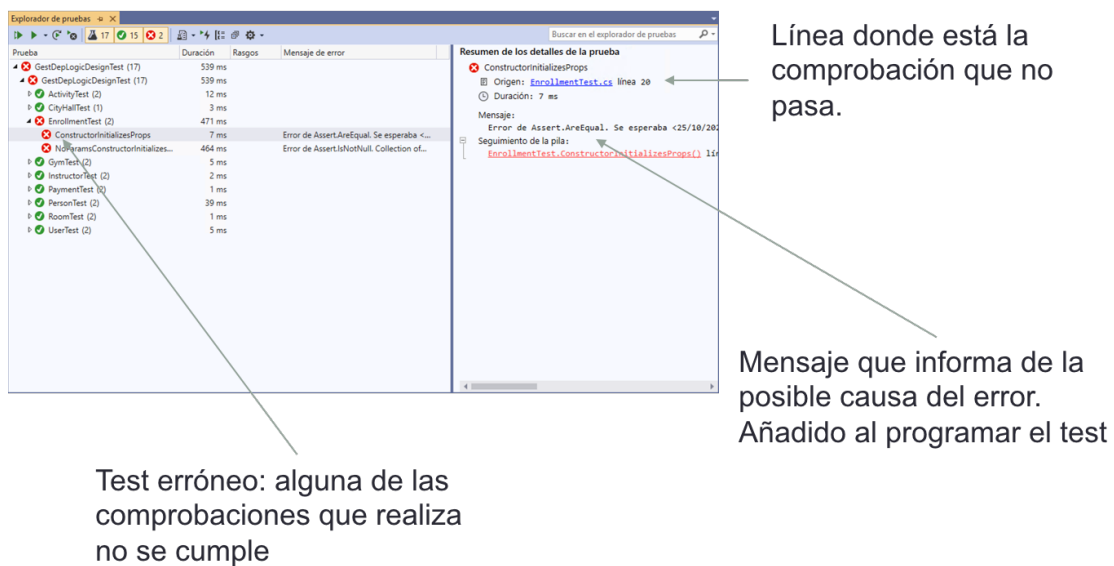 Explorador de pruebas
17 15 2
Buscar en el explorador de pruebas
Prueba Duración Rasgos Mensaje de error
GestDepLogicDesignTest (17) 539 ms
GestDepLogicDesignTest (17) 539 ms
ActivityTest (2) 12 ms
CityHallTest (1) 3 ms
EnrollmentTest (2) 471 ms
ConstructorInitializesProps 7 ms Error de Assert.AreEqual. Se esperaba <...
NoParamsConstructorInitializes... 464 ms Error de Assert.IsNotNull. Collection of...
GymTest (2) 5 ms
InstructorTest (2) 2 ms
PaymentTest (2) 1 ms
PersonTest (2) 39 ms
RoomTest (2) 1 ms
UserTest (2) 5 ms
Resumen de los detalles de la prueba
ConstructorInitializesProps
Origen: EnrollmentTest.cs línea 20
Duración: 7 ms
Mensaje:
Error de Assert.AreEqual. Se esperaba <25/10/202
Seguimiento de la pila:
EnrollmentTest.ConstructorInitializesProps() lín
Línea donde está la
comprobación que no
pasa.
Mensaje que informa de la
posible causa del error.
Añadido al programar el test
Test erróneo: alguna de las
comprobaciones que realiza
no se cumple